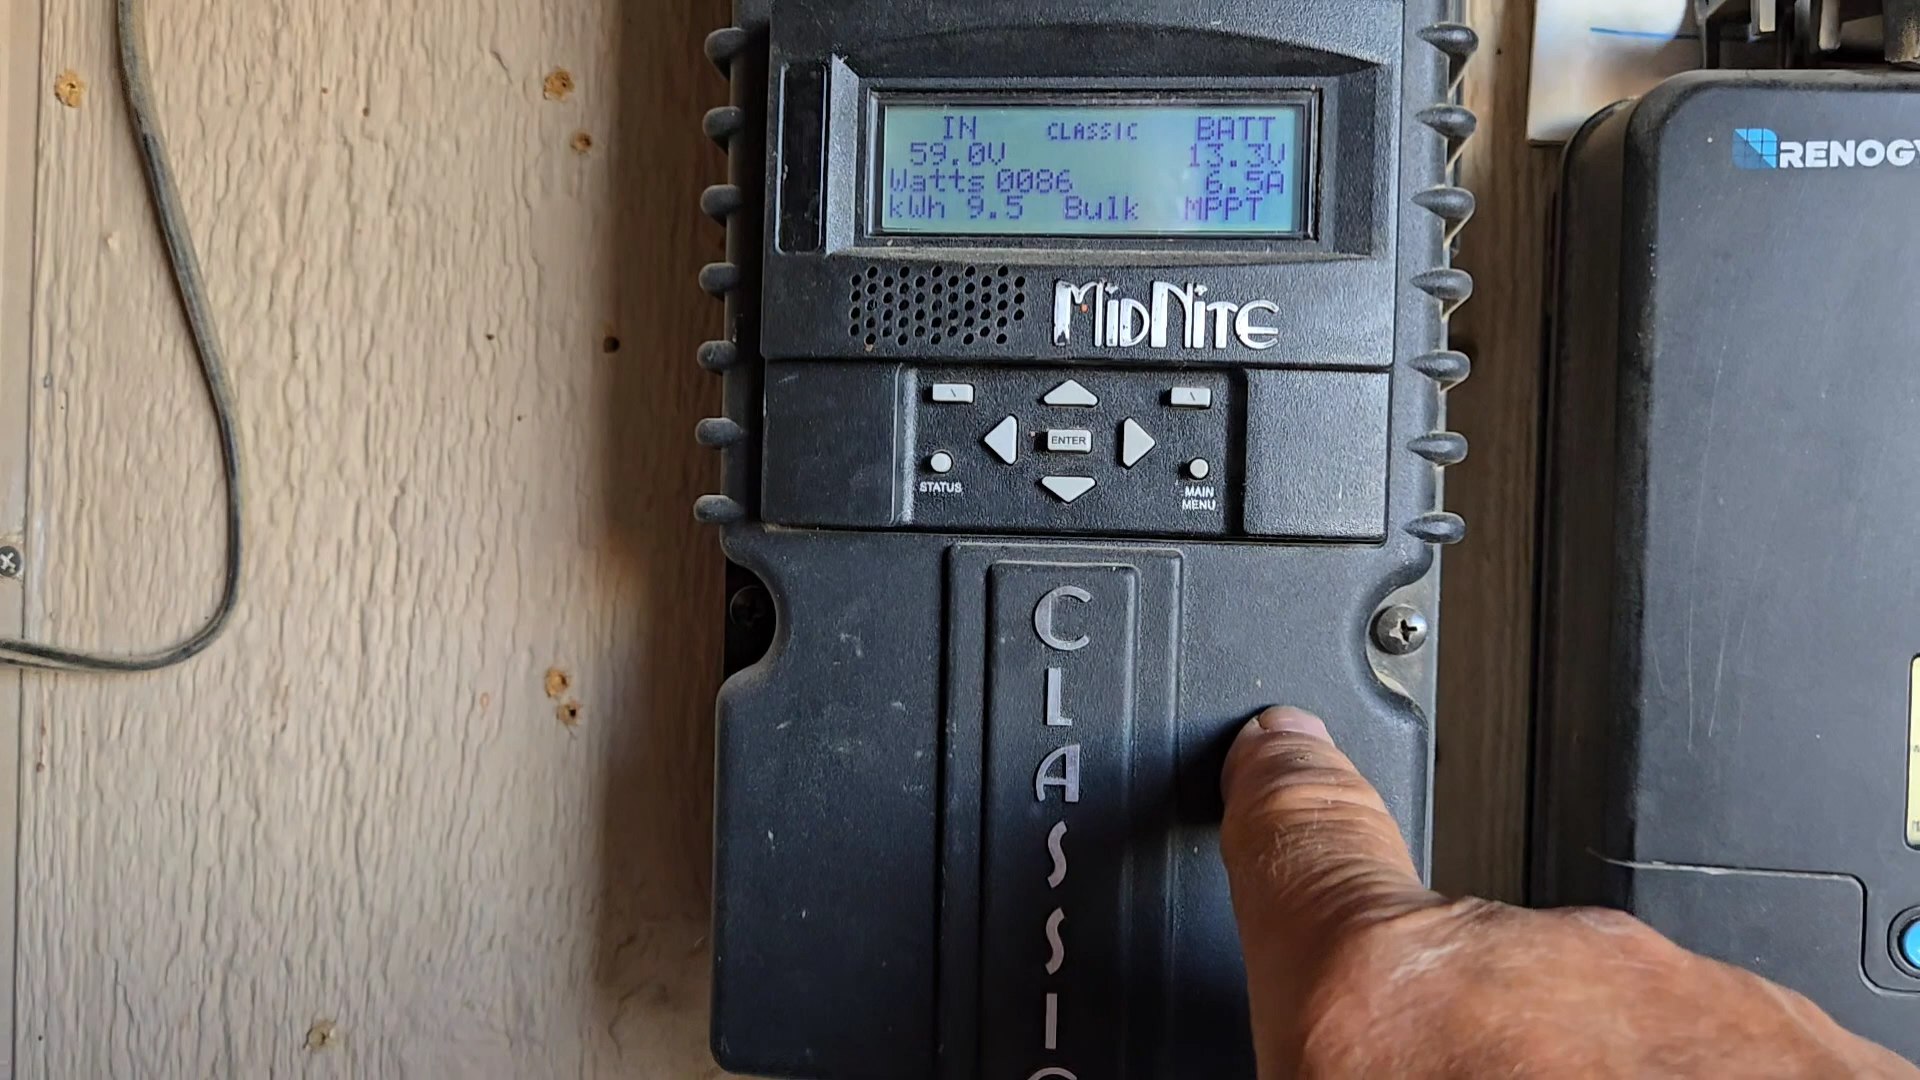 IN CLASSIC BATT
59.0V 13.3V
Watts 0086 6.5A
kWh 9.5 Bulk MPPT
RENOGY
MIDNITE
ENTER
STATUS
MAIN
MENU
CLASSIC